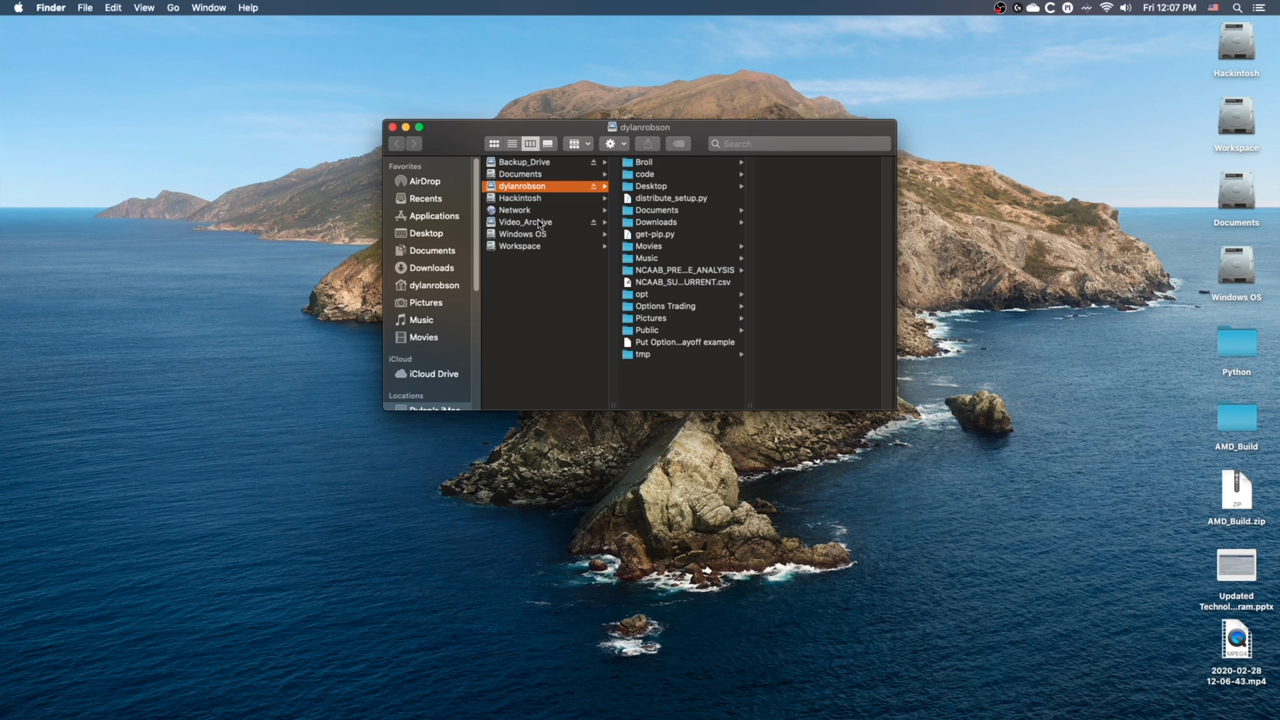 Finder File Edit View Go Window Help
Fri 12:07 PM
dylanrobson
Search
Favorites
AirDrop
Recents
Applications
Desktop
Documents
Downloads
dylanrobson
Pictures
Music
Movies
iCloud
iCloud Drive
Locations
Dylan's iMac
Backup_Drive
Documents
dylanrobson
Hackintosh
Network
Video_Archive
Windows OS
Workspace
Broll
code
Desktop
distribute_setup.py
Documents
Downloads
get-pip.py
Movies
Music
NCAAB_PRE...E_ANALYSIS
NCAAB_SU...URRENT.csv
opt
Options Trading
Pictures
Public
Put Option...ayoff example
tmp
Hackintosh
Workspace
Documents
Windows OS
Python
AMD_Build
ZIP
AMD_Build.zip
Updated
Technol...ram.pptx
MPEG4
2020-02-28
12-06-43.mp4